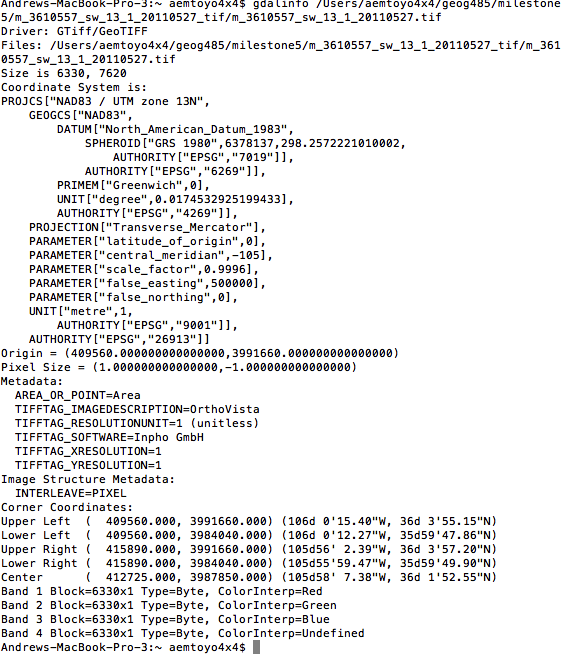 Andrews-MacBook-Pro-3:~ aemtoyo4x4$ gdalinfo /Users/aemtoyo4x4/geog485/milestone
5/m_3610557_sw_13_1_20110527_tif/m_3610557_sw_13_1_20110527.tif
Driver: GTiff/GeoTIFF
Files: /Users/aemtoyo4x4/geog485/milestone5/m_3610557_sw_13_1_20110527_tif/m_361
0557_sw_13_1_20110527.tif
Size is 6330, 7620
Coordinate System is:
PROJCS["NAD83 / UTM zone 13N",
    GEOGCS["NAD83",
        DATUM["North_American_Datum_1983",
            SPHEROID["GRS 1980",6378137,298.2572221010002,
                AUTHORITY["EPSG","7019"]],
            AUTHORITY["EPSG","6269"]],
        PRIMEM["Greenwich",0],
        UNIT["degree",0.0174532925199433],
        AUTHORITY["EPSG","4269"]],
    PROJECTION["Transverse_Mercator"],
    PARAMETER["latitude_of_origin",0],
    PARAMETER["central_meridian",-105],
    PARAMETER["scale_factor",0.9996],
    PARAMETER["false_easting",500000],
    PARAMETER["false_northing",0],
    UNIT["metre",1,
        AUTHORITY["EPSG","9001"]],
    AUTHORITY["EPSG","26913"]]
Origin = (409560.000000000000000,3991660.000000000000000)
Pixel Size = (1.000000000000000,-1.000000000000000)
Metadata:
  AREA_OR_POINT=Area
  TIFFTAG_IMAGEDESCRIPTION=OrthoVista
  TIFFTAG_RESOLUTIONUNIT=1 (unitless)
  TIFFTAG_SOFTWARE=Inpho GmbH
  TIFFTAG_XRESOLUTION=1
  TIFFTAG_YRESOLUTION=1
Image Structure Metadata:
  INTERLEAVE=PIXEL
Corner Coordinates:
Upper Left  (  409560.000, 3991660.000) (106d 0'15.40"W, 36d 3'55.15"N)
Lower Left  (  409560.000, 3984040.000) (106d 0'12.27"W, 35d59'47.86"N)
Upper Right (  415890.000, 3991660.000) (105d56' 2.39"W, 36d 3'57.20"N)
Lower Right (  415890.000, 3984040.000) (105d55'59.47"W, 35d59'49.90"N)
Center      (  412725.000, 3987850.000) (105d58' 7.38"W, 36d 1'52.55"N)
Band 1 Block=6330x1 Type=Byte, ColorInterp=Red
Band 2 Block=6330x1 Type=Byte, ColorInterp=Green
Band 3 Block=6330x1 Type=Byte, ColorInterp=Blue
Band 4 Block=6330x1 Type=Byte, ColorInterp=Undefined
Andrews-MacBook-Pro-3:~ aemtoyo4x4$